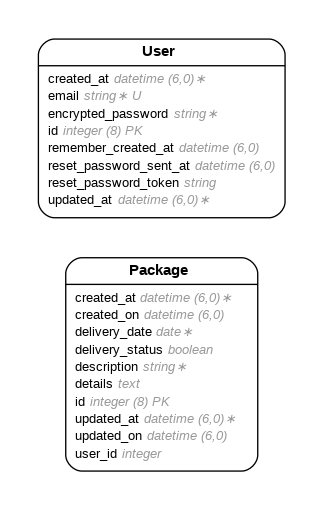 User
created_at datetime (6,0)∗
email string∗ U
encrypted_password string∗
id integer (8) PK
remember_created_at datetime (6,0)
reset_password_sent_at datetime (6,0)
reset_password_token string
updated_at datetime (6,0)∗
Package
created_at datetime (6,0)∗
created_on datetime (6,0)
delivery_date date∗
delivery_status boolean
description string∗
details text
id integer (8) PK
updated_at datetime (6,0)∗
updated_on datetime (6,0)
user_id integer